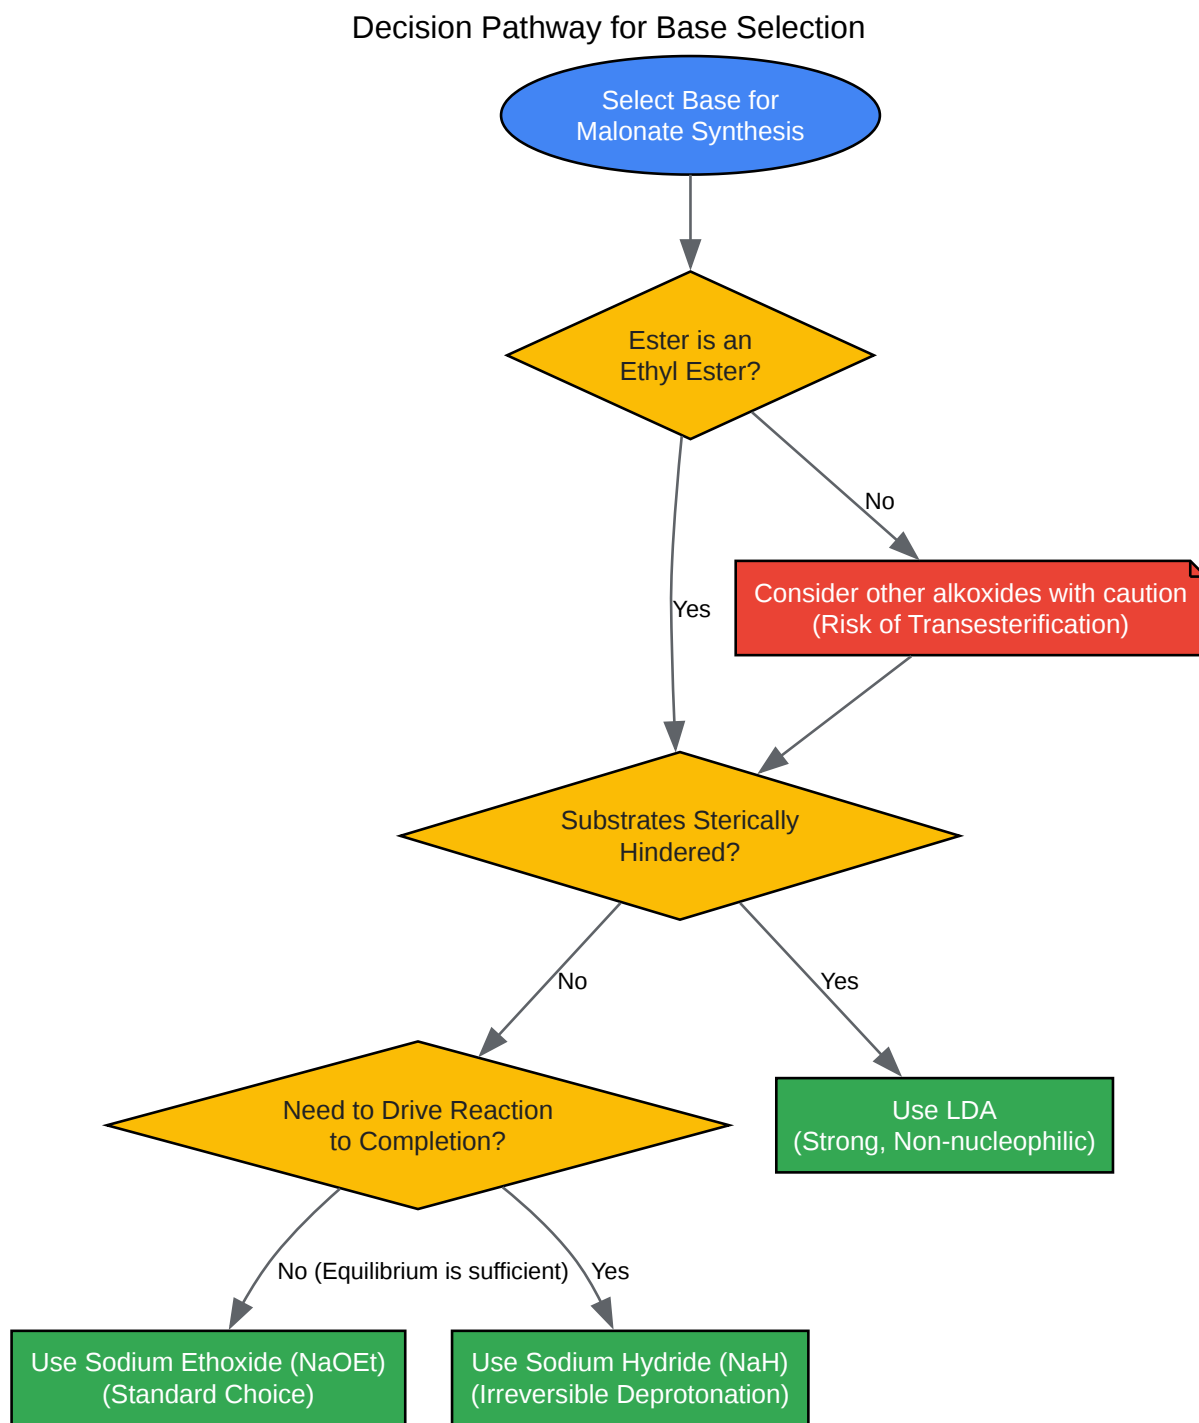 Decision Pathway for Base Selection
Select Base for
Malonate Synthesis
Ester is an
Ethyl Ester?
No
Consider other alkoxides with caution
(Risk of Transesterification)
Yes
Substrates Sterically
Hindered?
No
Yes
Need to Drive Reaction
to Completion?
Use LDA
(Strong, Non-nucleophilic)
No (Equilibrium is sufficient)
Yes
Use Sodium Ethoxide (NaOEt)
(Standard Choice)
Use Sodium Hydride (NaH)
(Irreversible Deprotonation)